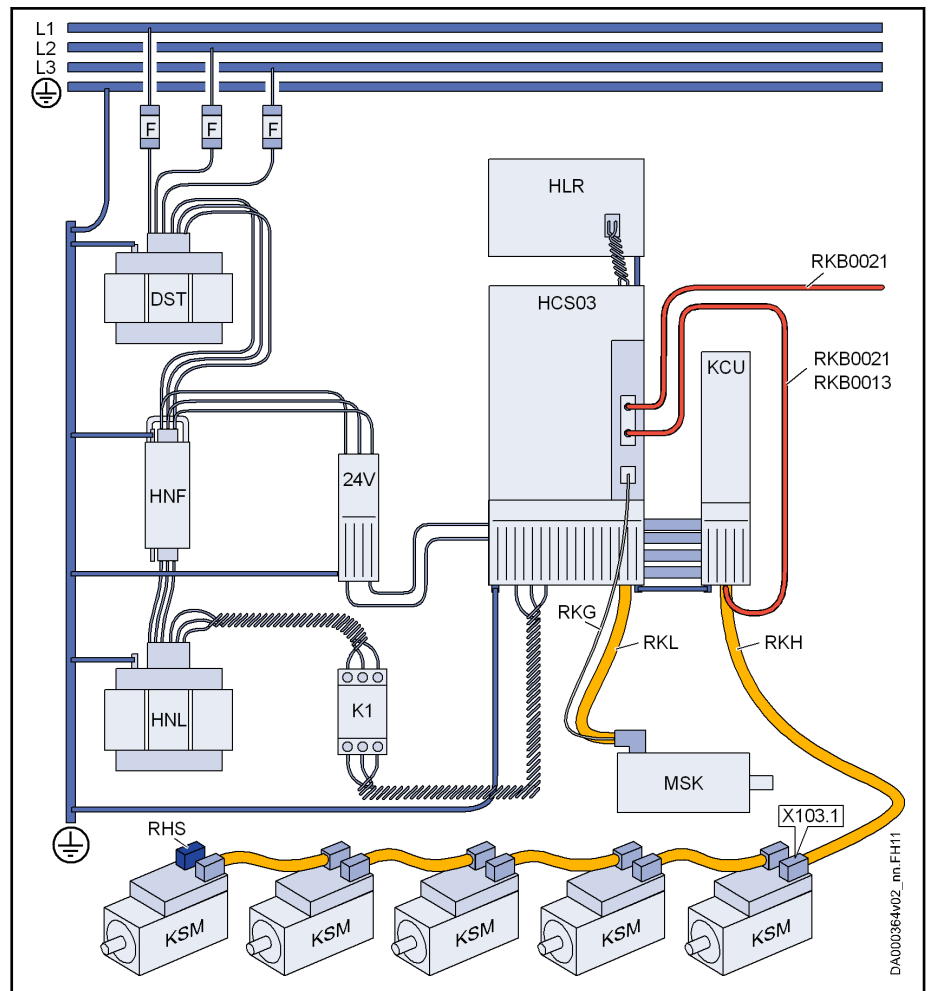 L1
L2
L3
F F F
HLR
DST
HCS03
RKB0021
KCU
RKB0021
RKB0013
HNF
24V
RKG
RKL
RKH
HNL
K1
MSK
X103.1
RHS
KSM KSM KSM KSM KSM
DA000364v02_nn.FH11